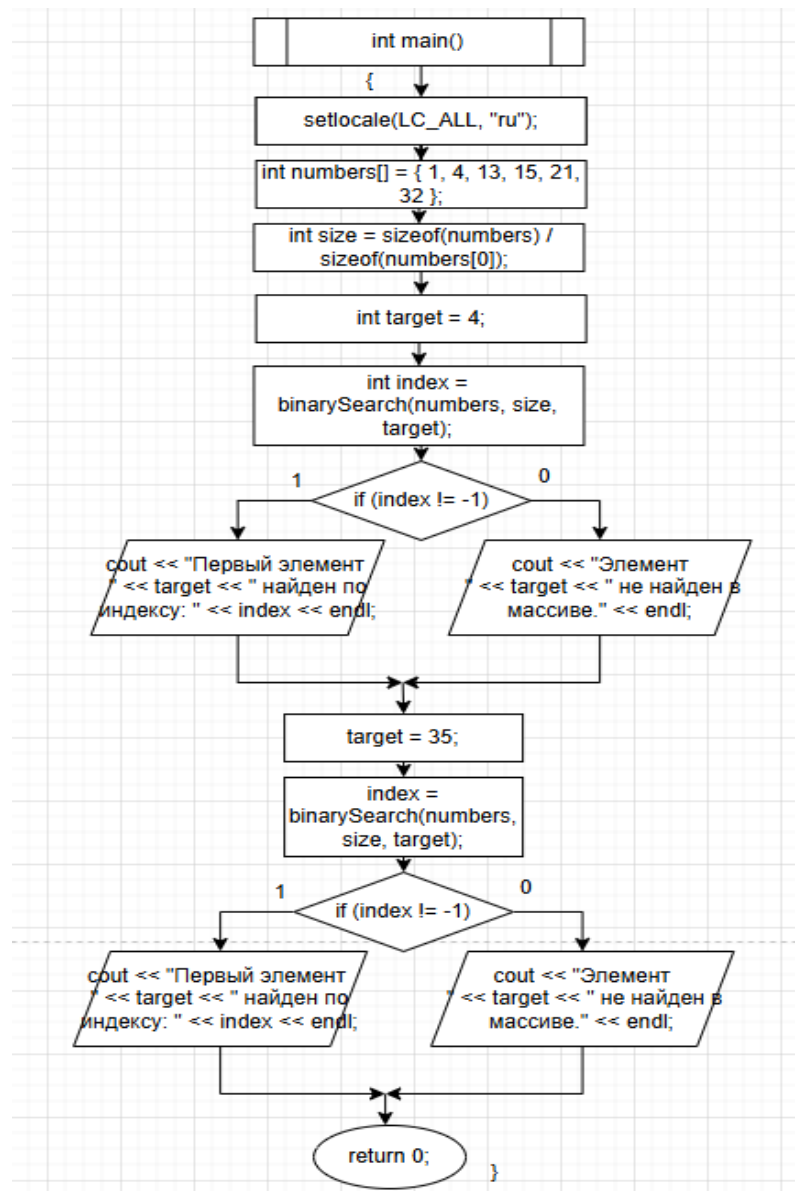 int main()
{
setlocale(LC_ALL, "ru");
int numbers[] = { 1, 4, 13, 15, 21,
32 };
int size = sizeof(numbers) /
sizeof(numbers[0]);
int target = 4;
int index =
binarySearch(numbers, size,
target);
1
0
if (index != -1)
cout << "Первый элемент
" << target << " найден по
индексу: " << index << endl;
cout << "Элемент
" << target << " не найден в
массиве." << endl;
target = 35;
index =
binarySearch(numbers,
size, target);
1
0
if (index != -1)
cout << "Первый элемент
" << target << " найден по
индексу: " << index << endl;
cout << "Элемент
" << target << " не найден в
массиве." << endl;
return 0;
}